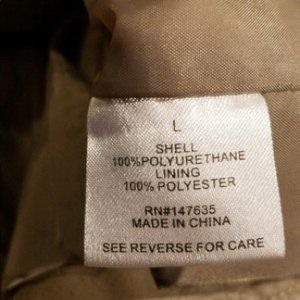 L
SHELL
100%POLYURETHANE
LINING
100% POLYESTER
RN#147635
MADE IN CHINA
SEE REVERSE FOR CARE